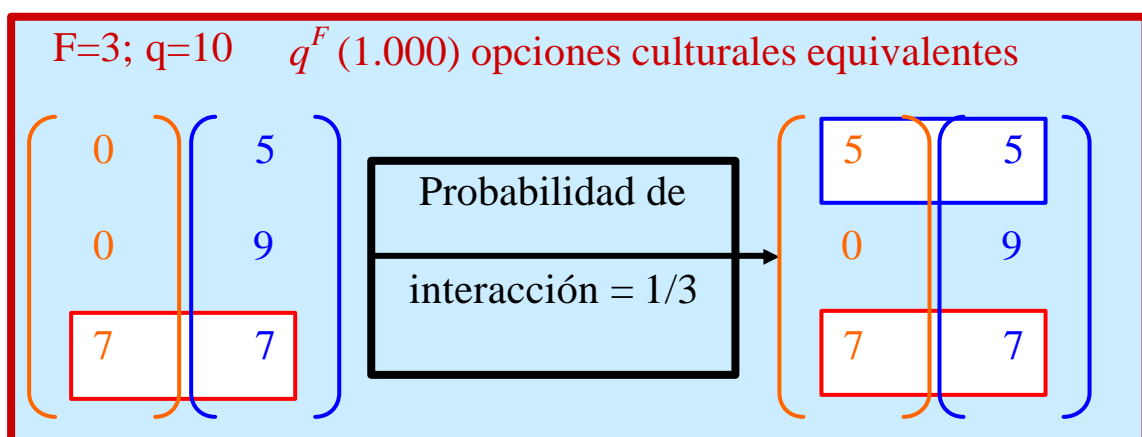 F=3; q=10 q^F (1.000) opciones culturales equivalentes
0 5 5 5
Probabilidad de
0 9 0 9
interacción = 1/3
7 7 7 7